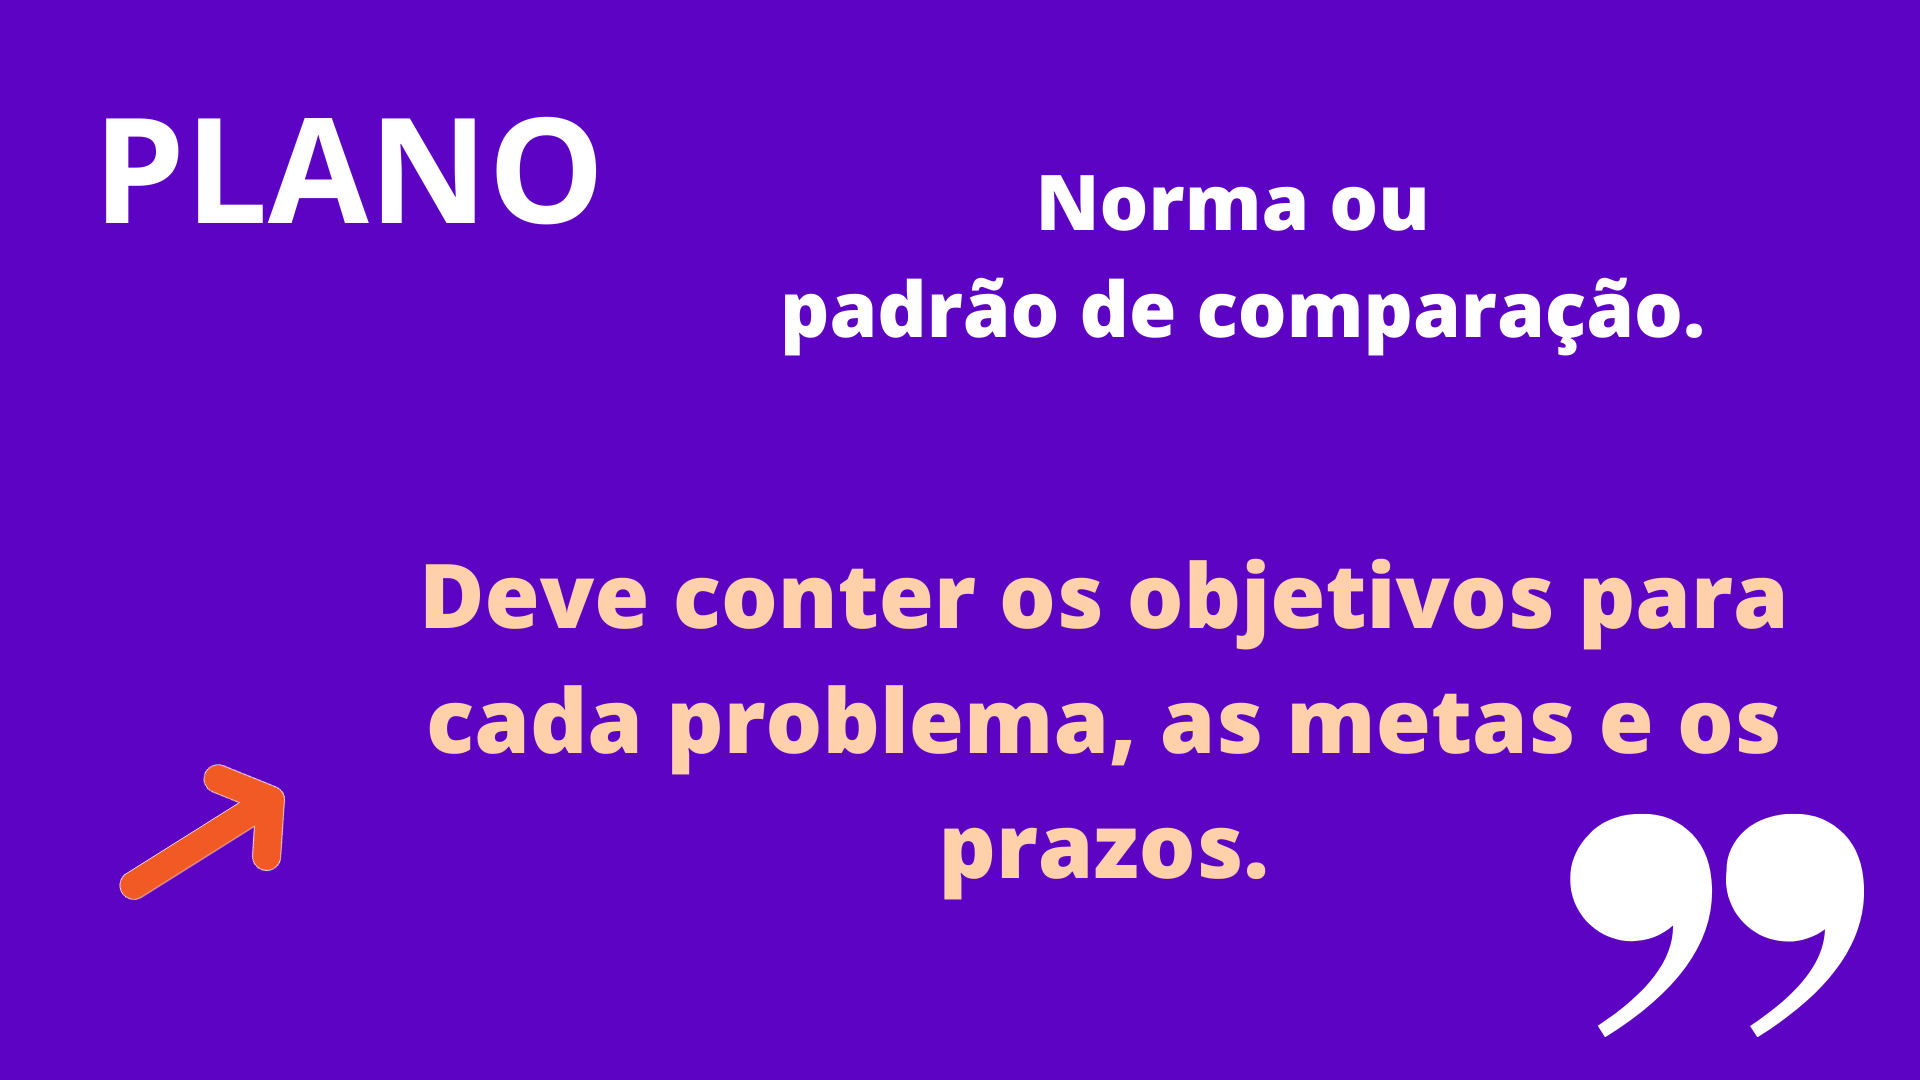 PLANO
Norma ou
padrão de comparação.
Deve conter os objetivos para
cada problema, as metas e os
prazos.
”